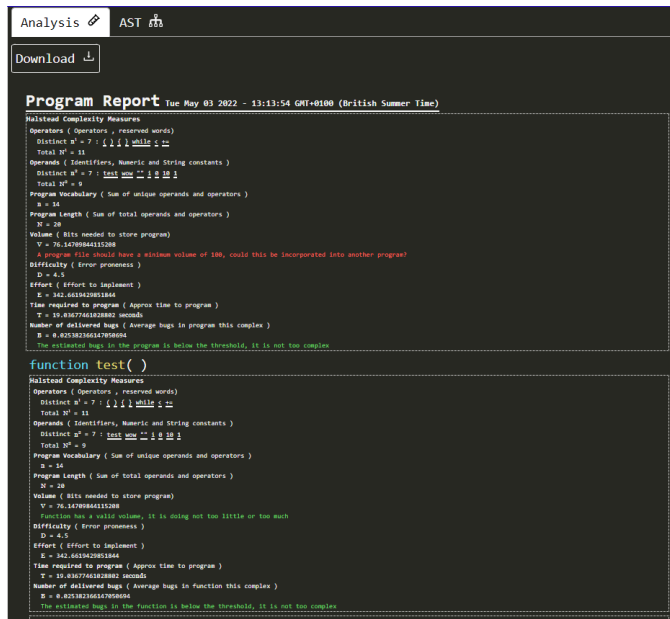 Analysis AST
Download
Program Report Tue May 03 2022 - 13:13:54 GMT+0100 (British Summer Time)
Halstead Complexity Measures
Operators ( Operators , reserved words)
Distinct n¹ = 7 : ( ) { } while < +=
Total N¹ = 11
Operands ( Identifiers, Numeric and String constants )
Distinct n² = 7 : test wow "" i 0 10 1
Total N² = 9
Program Vocabulary ( Sum of unique operands and operators )
n = 14
Program Length ( Sum of total operands and operators )
N = 20
Volume ( Bits needed to store program)
V = 76.14709844115208
A program file should have a minimum volume of 100, could this be incorporated into another program?
Difficulty ( Error proneness )
D = 4.5
Effort ( Effort to implement )
E = 342.6619429851844
Time required to program ( Approx time to program )
T = 19.03677461028802 seconds
Number of delivered bugs ( Average bugs in program this complex )
B = 0.025382366147050694
The estimated bugs in the program is below the threshold, it is not too complex
function test( )
Halstead Complexity Measures
Operators ( Operators , reserved words)
Distinct n¹ = 7 : ( ) { } while < +=
Total N¹ = 11
Operands ( Identifiers, Numeric and String constants )
Distinct n² = 7 : test wow "" i 0 10 1
Total N² = 9
Program Vocabulary ( Sum of unique operands and operators )
n = 14
Program Length ( Sum of total operands and operators )
N = 20
Volume ( Bits needed to store program)
V = 76.14709844115208
Function has a valid volume, it is doing not too little or too much
Difficulty ( Error proneness )
D = 4.5
Effort ( Effort to implement )
E = 342.6619429851844
Time required to program ( Approx time to program )
T = 19.03677461028802 seconds
Number of delivered bugs ( Average bugs in function this complex )
B = 0.025382366147050694
The estimated bugs in the function is below the threshold, it is not too complex